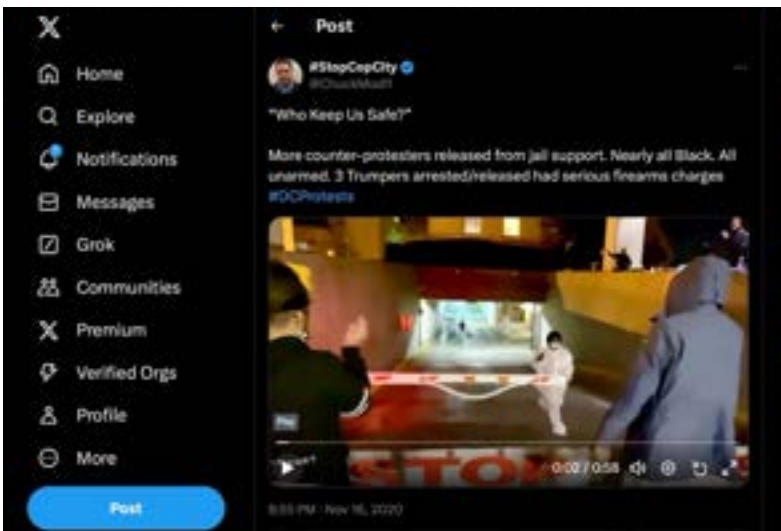 Post
Home
Explore
Notifications
Messages
Grok
Communities
Premium
Verified Orgs
Profile
More
Post
#StopCopCity
"Who Keep Us Safe?"
More counter-protesters released from jail support. Nearly all Black. All
unarmed. 3 Trumpers arrested/released had serious firearms charges
#DCProtests
STO
0:02 / 0:58
8:55 PM · Nov 16, 2020